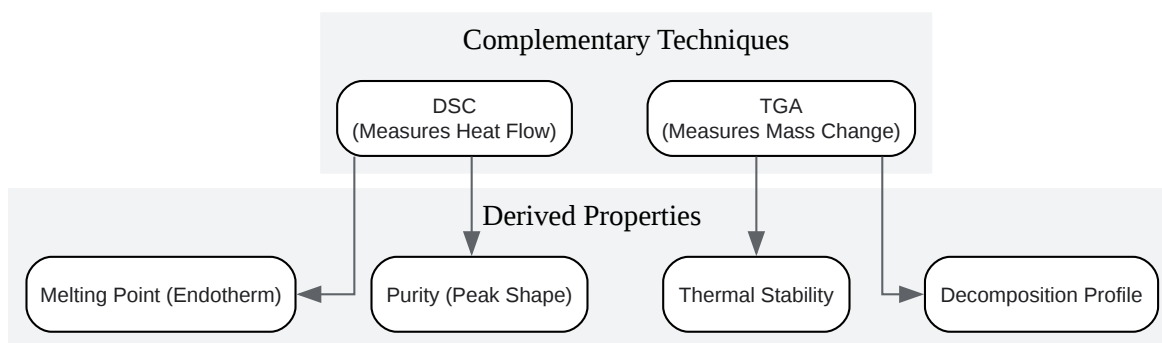 Complementary Techniques
DSC
(Measures Heat Flow)
TGA
(Measures Mass Change)
Derived Properties
Melting Point (Endotherm)
Purity (Peak Shape)
Thermal Stability
Decomposition Profile